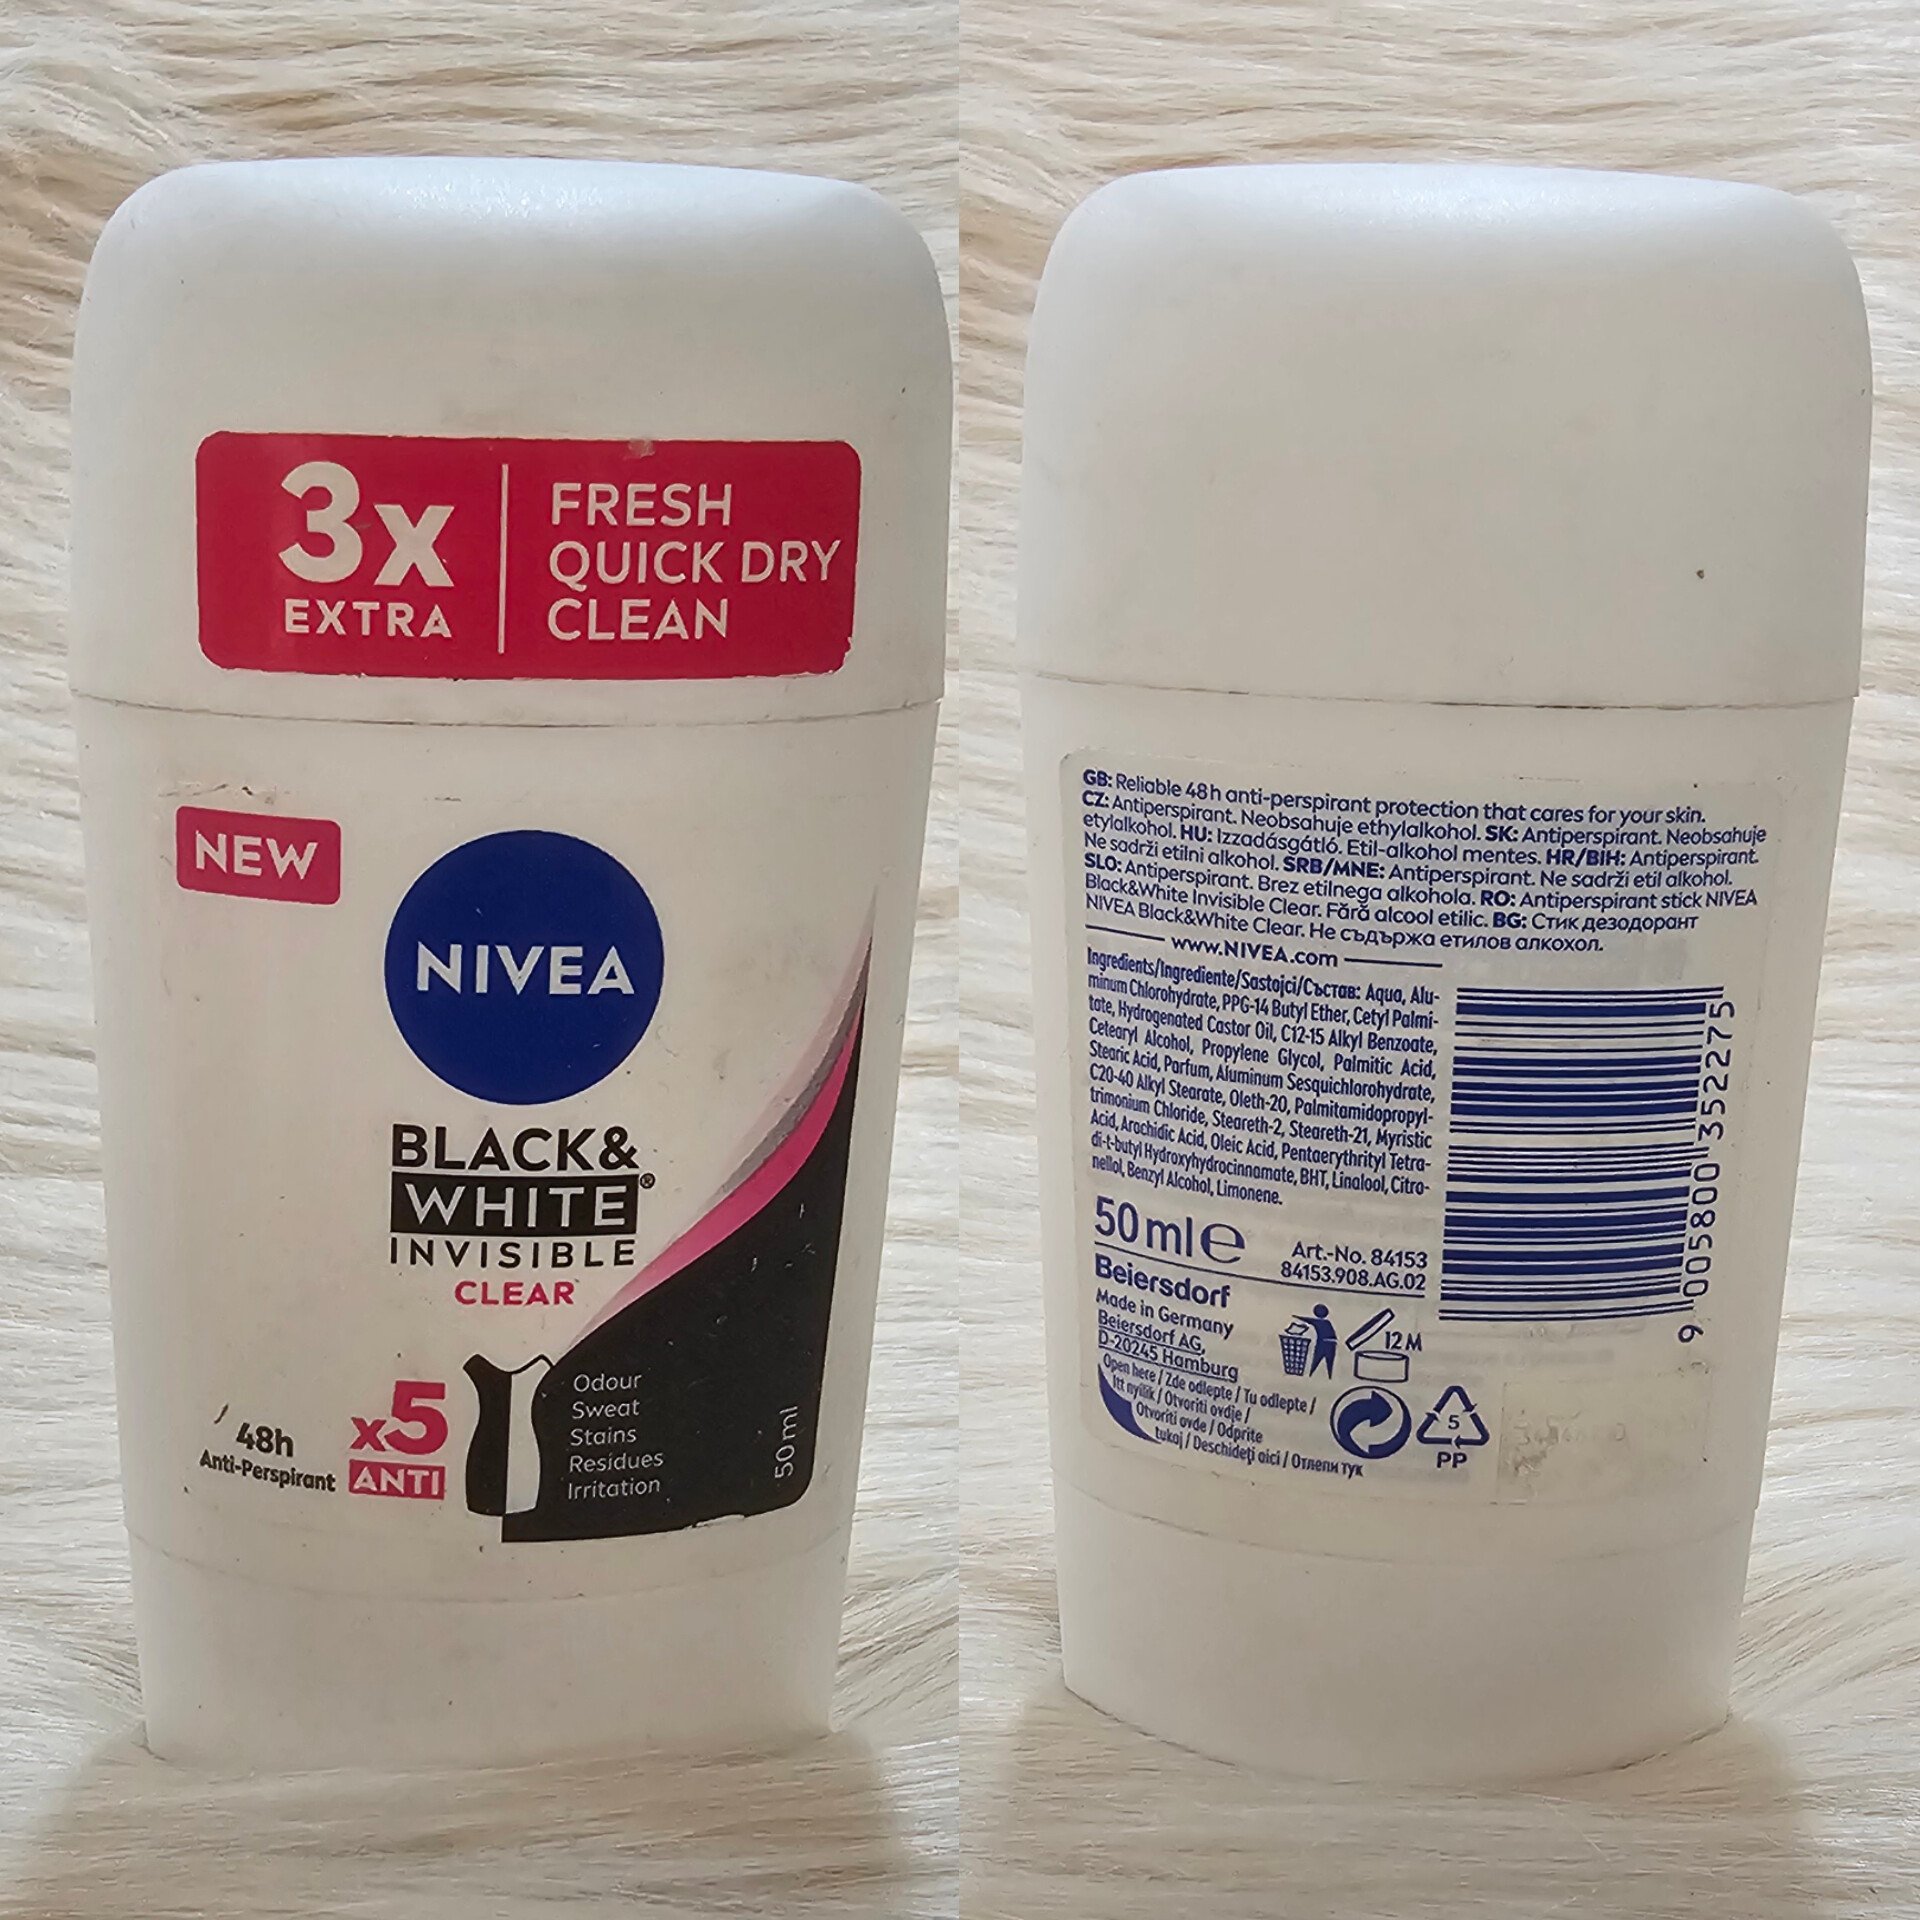 3x
EXTRA
FRESH
QUICK DRY
CLEAN
NEW
NIVEA
BLACK&
WHITE®
INVISIBLE
CLEAR
48h
Anti-Perspirant
x5
ANTI
Odour
Sweat
Stains
Residues
Irritation
50 ml
GB: Reliable 48h anti-perspirant protection that cares for your skin.
CZ: Antiperspirant. Neobsahuje ethylalkohol. SK: Antiperspirant. Neobsahuje
etylalkohol. HU: Izzadásgátló. Etil-alkohol mentes. HR/BIH: Antiperspirant.
Ne sadrži etilni alkohol. SRB/MNE: Antiperspirant. Ne sadrži etil alkohol.
SLO: Antiperspirant. Brez etilnega alkohola. RO: Antiperspirant stick NIVEA
Black&White Invisible Clear. Fără alcool etilic. BG: Стик дезодорант
NIVEA Black&White Clear. Не съдържа етилов алкохол.
www.NIVEA.com
Ingredients/Ingrediente/Sastojci/Състав: Aqua, Alu-
minum Chlorohydrate, PPG-14 Butyl Ether, Cetyl Palmi-
tate, Hydrogenated Castor Oil, C12-15 Alkyl Benzoate,
Cetearyl Alcohol, Propylene Glycol, Palmitic Acid,
Stearic Acid, Parfum, Aluminum Sesquichlorohydrate,
C20-40 Alkyl Stearate, Oleth-20, Palmitamidopropyl-
trimonium Chloride, Steareth-2, Steareth-21, Myristic
Acid, Arachidic Acid, Oleic Acid, Pentaerythrityl Tetra-
di-t-butyl Hydroxyhydrocinnamate, BHT, Linalool, Citro-
nellol, Benzyl Alcohol, Limonene.
9 005800 352275
50 ml e
Art.-No. 84153
84153.908.AG.02
Beiersdorf
Made in Germany
Beiersdorf AG,
D-20245 Hamburg
12 M
Open here / Zde odlepte / Tu odlepte /
Itt nyílik / Otvoriti ovdje /
Otvoriti ovde / Odprite
tukaj / Deschideți aici / Отлепи тук
5
PP